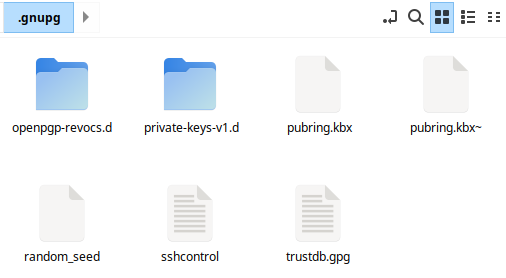 .gnupg
openpgp-revocs.d
private-keys-v1.d
pubring.kbx
pubring.kbx~
random_seed
sshcontrol
trustdb.gpg